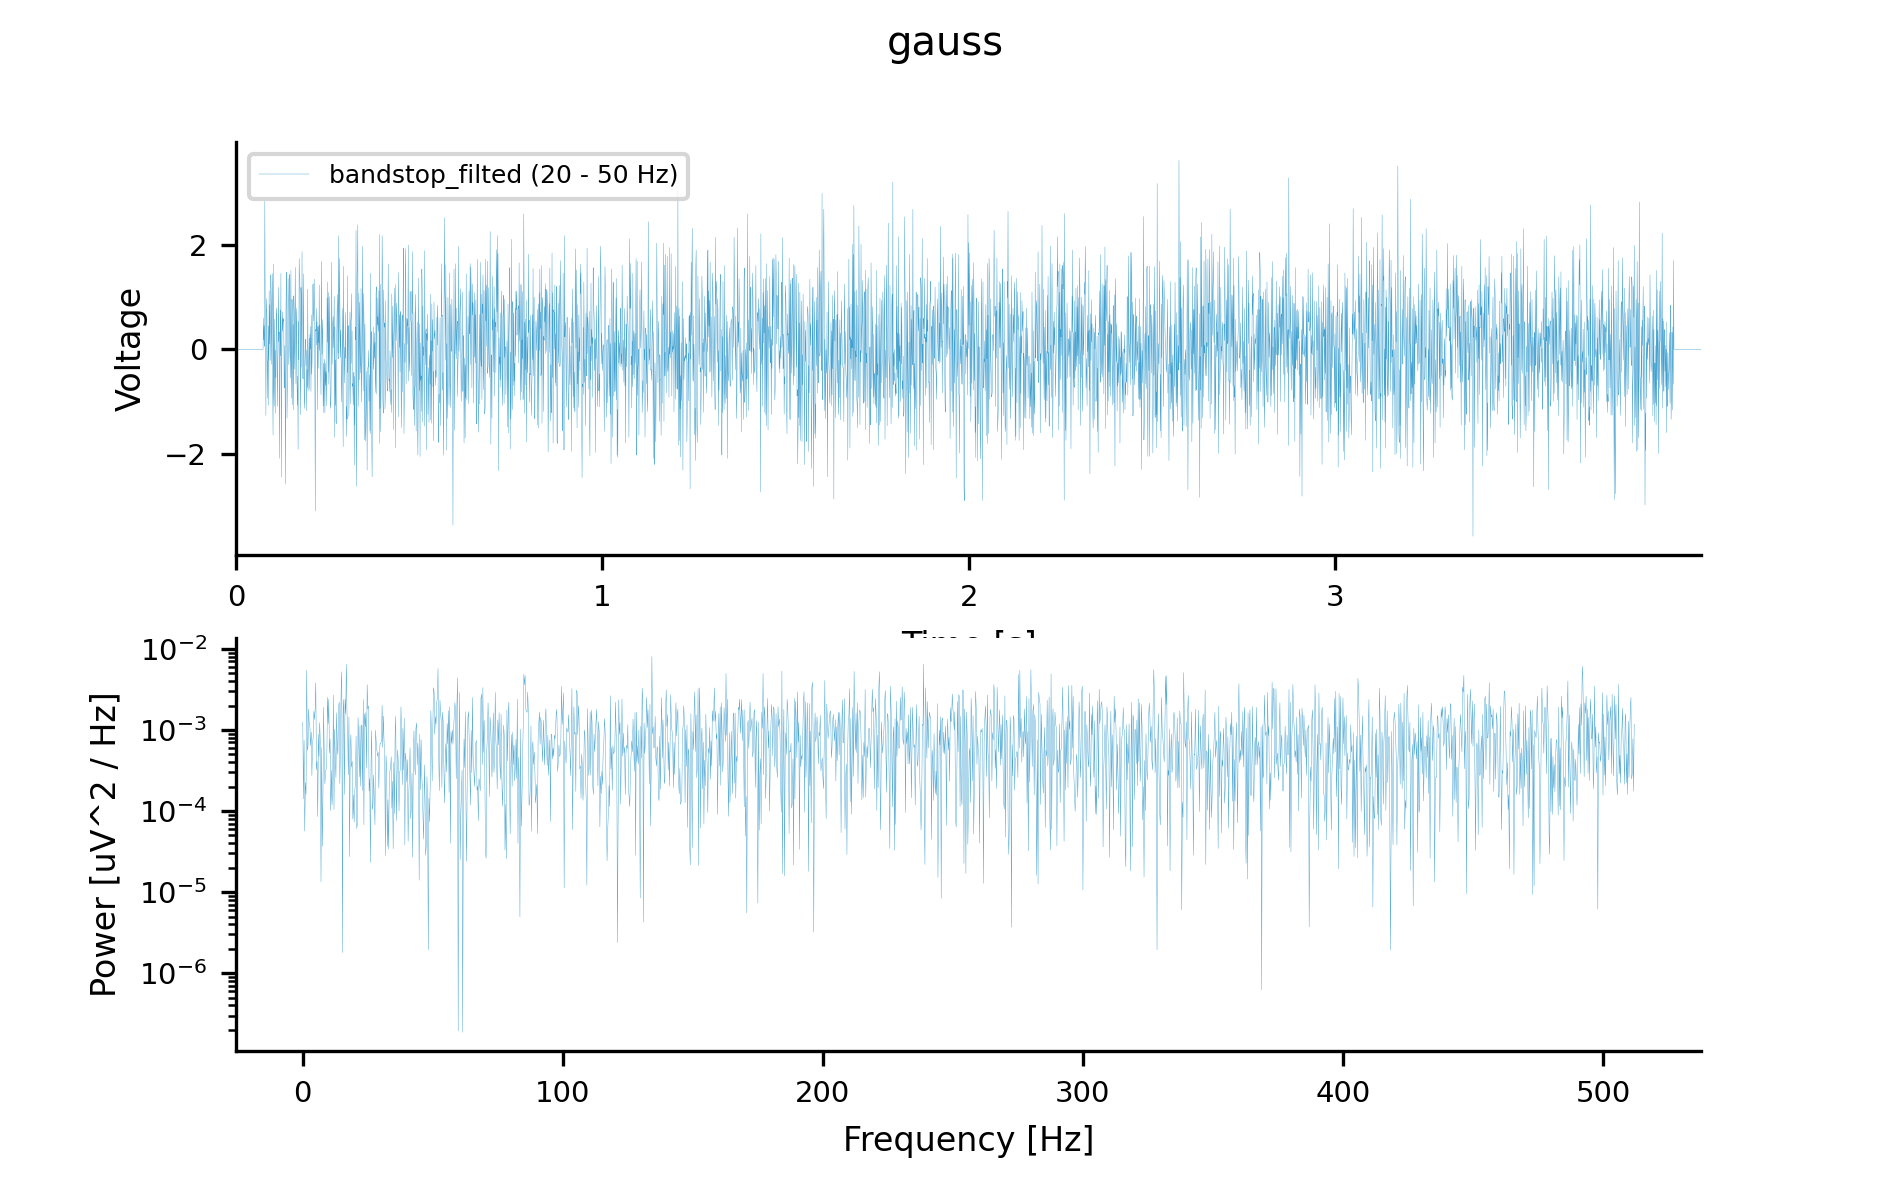 gauss
bandstop_filted (20 - 50 Hz)
Voltage
2
0
−2
0 1 2 3
Time [s]
Power [uV^2 / Hz]
10⁻²
10⁻³
10⁻⁴
10⁻⁵
10⁻⁶
0 100 200 300 400 500
Frequency [Hz]